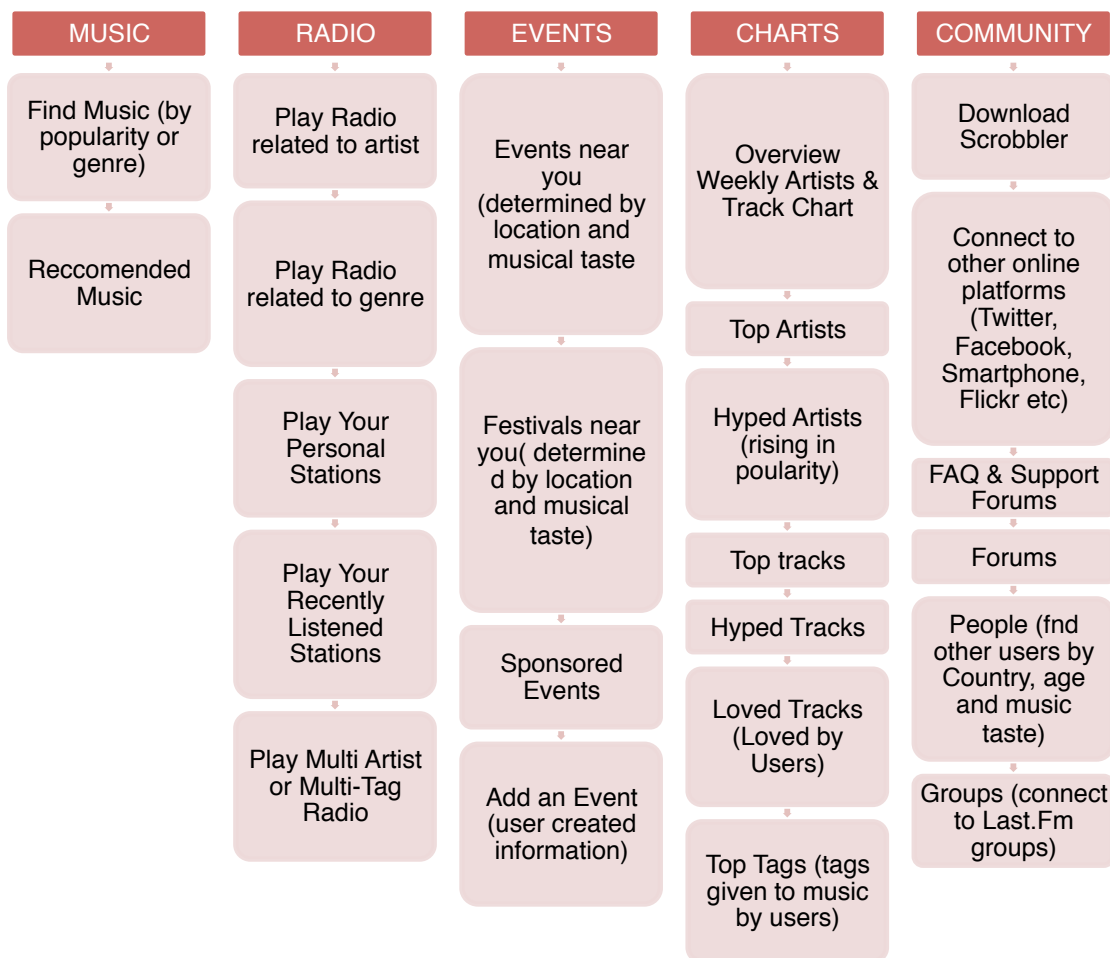 MUSIC
Find Music (by
popularity or
genre)
Reccomended
Music
RADIO
Play Radio
related to artist
Play Radio
related to genre
Play Your
Personal
Stations
Play Your
Recently
Listened
Stations
Play Multi Artist
or Multi-Tag
Radio
EVENTS
Events near
you
(determined by
location and
musical taste
Festivals near
you( determine
d by location
and musical
taste)
Sponsored
Events
Add an Event
(user created
information)
CHARTS
Overview
Weekly Artists &
Track Chart
Top Artists
Hyped Artists
(rising in
poularity)
Top tracks
Hyped Tracks
Loved Tracks
(Loved by
Users)
Top Tags (tags
given to music
by users)
COMMUNITY
Download
Scrobbler
Connect to
other online
platforms
(Twitter,
Facebook,
Smartphone,
Flickr etc)
FAQ & Support
Forums
Forums
People (fnd
other users by
Country, age
and music
taste)
Groups (connect
to Last.Fm
groups)